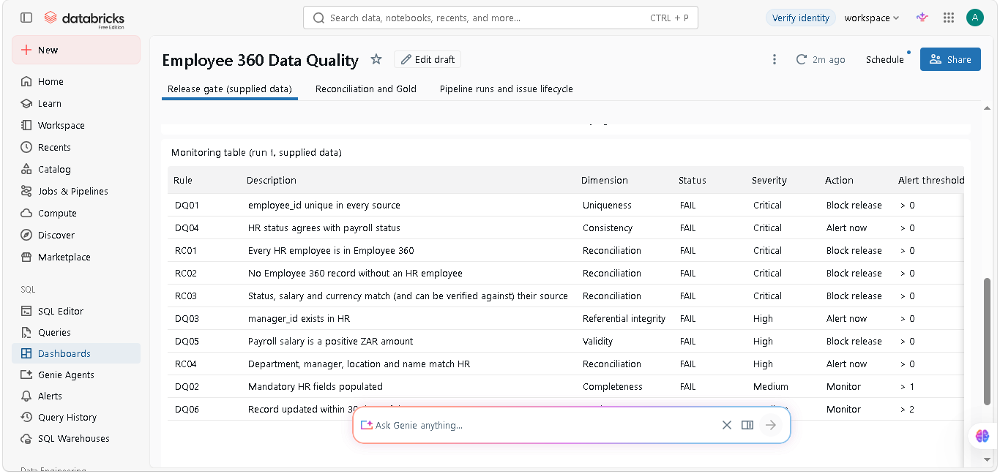 databricks
Free Edition
Search data, notebooks, recents, and more...
CTRL + P
Verify identity
workspace
A
New
Home
Learn
Workspace
Recents
Catalog
Jobs & Pipelines
Compute
Discover
Marketplace
SQL
SQL Editor
Queries
Dashboards
Genie Agents
Alerts
Query History
SQL Warehouses
Data Engineering
Employee 360 Data Quality
Edit draft
2m ago
Schedule
Share
Release gate (supplied data)
Reconciliation and Gold
Pipeline runs and issue lifecycle
Monitoring table (run 1, supplied data)
Rule Description Dimension Status Severity Action Alert threshold
DQ01 employee_id unique in every source Uniqueness FAIL Critical Block release > 0
DQ04 HR status agrees with payroll status Consistency FAIL Critical Alert now > 0
RC01 Every HR employee is in Employee 360 Reconciliation FAIL Critical Block release > 0
RC02 No Employee 360 record without an HR employee Reconciliation FAIL Critical Block release > 0
RC03 Status, salary and currency match (and can be verified against) their source Reconciliation FAIL Critical Block release > 0
DQ03 manager_id exists in HR Referential integrity FAIL High Alert now > 0
DQ05 Payroll salary is a positive ZAR amount Validity FAIL High Block release > 0
RC04 Department, manager, location and name match HR Reconciliation FAIL High Alert now > 0
DQ02 Mandatory HR fields populated Completeness FAIL Medium Monitor > 1
DQ06 Record updated within 30 Monitor > 2
Ask Genie anything...